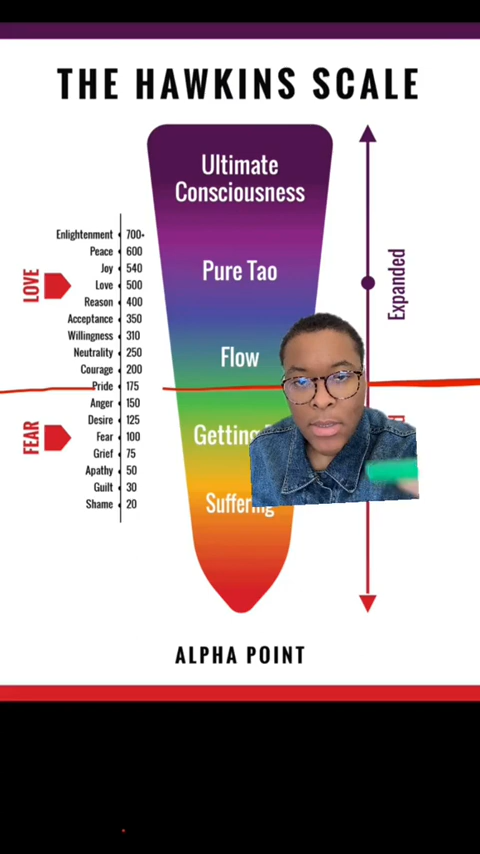 THE HAWKINS SCALE
Ultimate
Consciousness
Pure Tao
Flow
Getting
Suffering
Enlightenment 700+
Peace 600
Joy 540
Love 500
Reason 400
Acceptance 350
Willingness 310
Neutrality 250
Courage 200
Pride 175
Anger 150
Desire 125
Fear 100
Grief 75
Apathy 50
Guilt 30
Shame 20
LOVE
FEAR
Expanded
ALPHA POINT